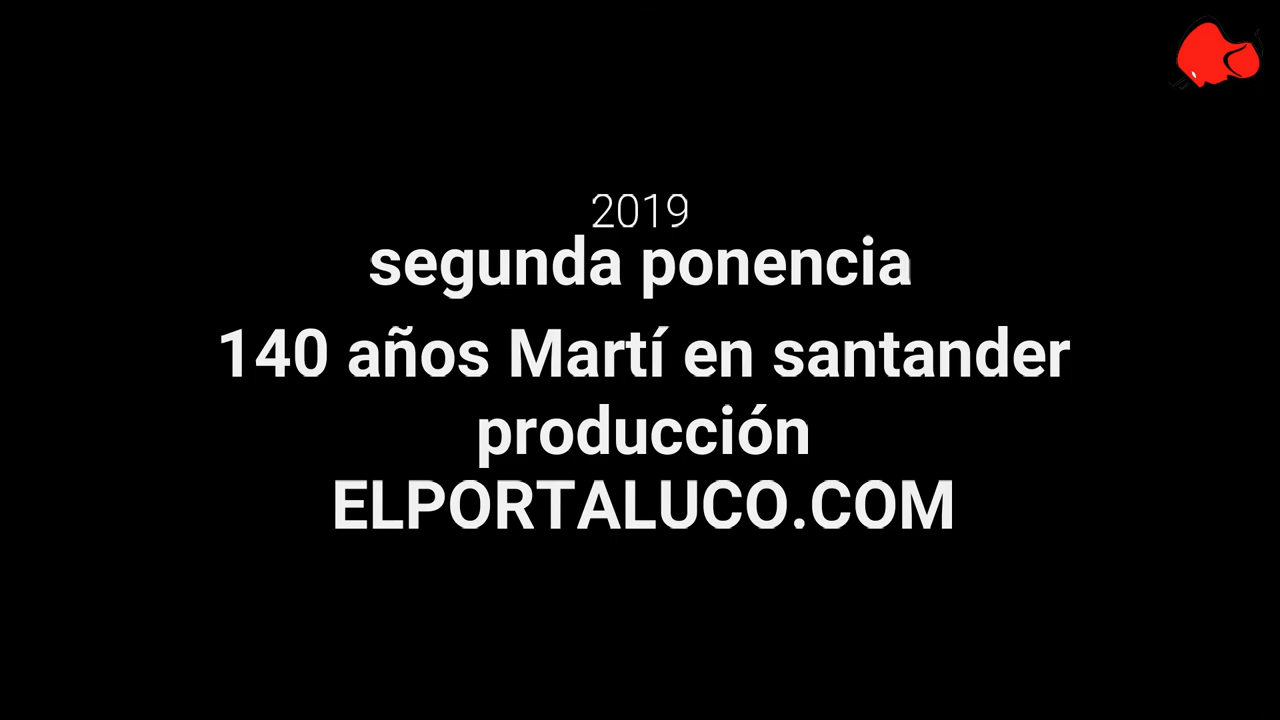 2019
segunda ponencia
140 años Martí en santander
producción
ELPORTALUCO.COM